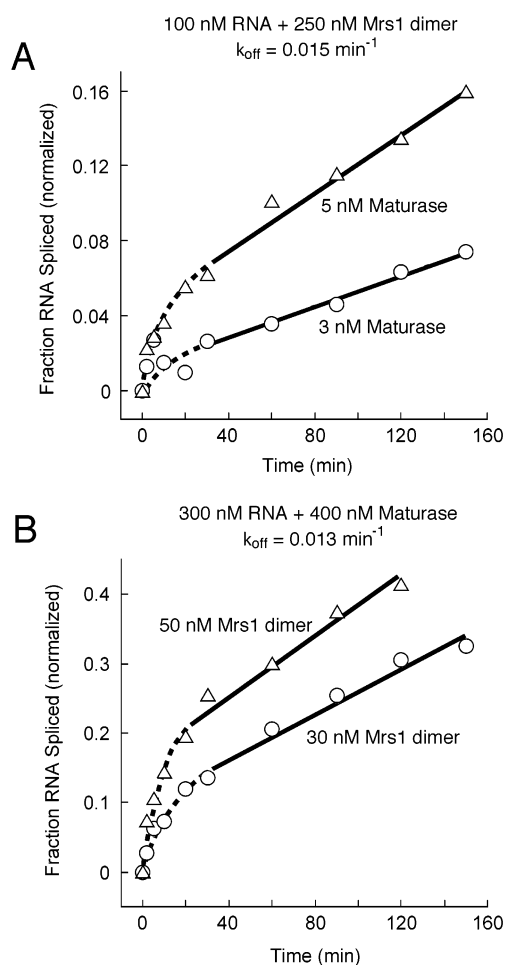 A
100 nM RNA + 250 nM Mrs1 dimer
koff = 0.015 min-1
Fraction RNA Spliced (normalized)
0.16
0.12
0.08
0.04
0
5 nM Maturase
3 nM Maturase
0 40 80 120 160
Time (min)
B
300 nM RNA + 400 nM Maturase
koff = 0.013 min-1
Fraction RNA Spliced (normalized)
0.4
0.3
0.2
0.1
0
50 nM Mrs1 dimer
30 nM Mrs1 dimer
0 40 80 120 160
Time (min)